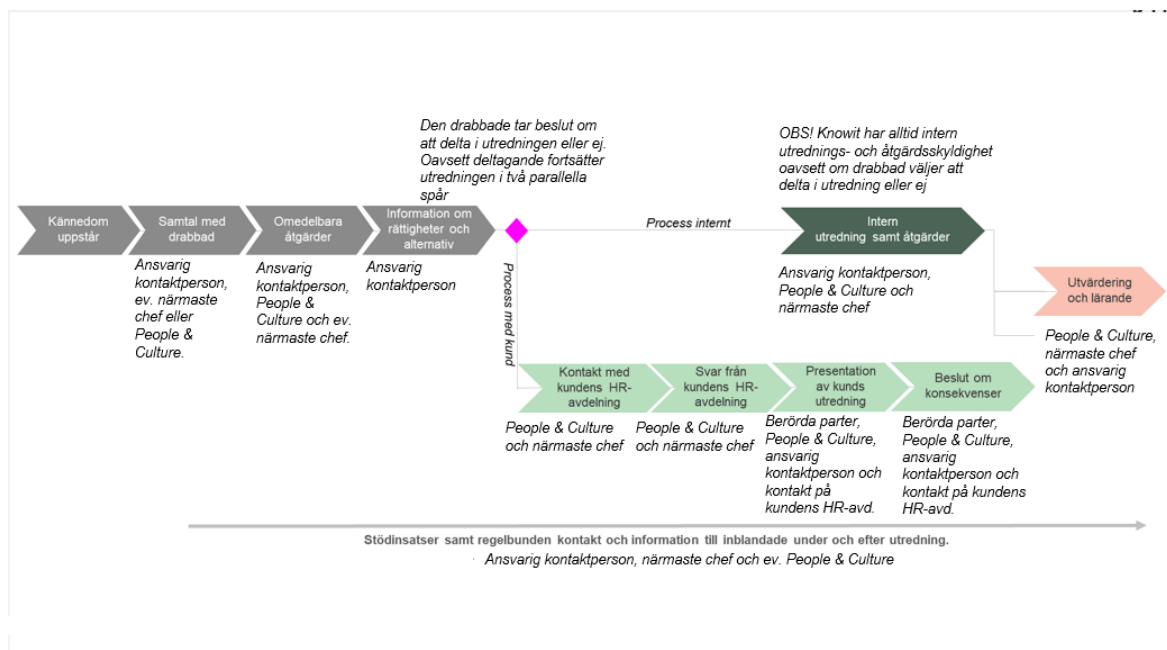 Den drabbade tar beslut om
att delta i utredningen eller ej.
Oavsett deltagande fortsätter
utredningen i två parallella
spår
OBS! Knowit har alltid intern
utrednings- och åtgärdsskyldighet
oavsett om drabbad väljer att
delta i utredning eller ej
Kännedom
uppstår
Samtal med
drabbad
Omedelbara
åtgärder
Information om
rättigheter och
alternativ
Process internt
Intern
utredning samt åtgärder
Ansvarig
kontaktperson,
ev. närmaste
chef eller
People &
Culture.
Ansvarig
kontaktperson,
People &
Culture och ev.
närmaste chef.
Ansvarig
kontaktperson
Process med kund
Ansvarig kontaktperson,
People & Culture och
närmaste chef
Utvärdering
och lärande
People & Culture,
närmaste chef
och ansvarig
kontaktperson
Kontakt med
kundens HR-
avdelning
Svar från
kundens HR-
avdelning
Presentation
av kunds
utredning
Beslut om
konsekvenser
People & Culture
och närmaste chef
People & Culture
och närmaste chef
Berörda parter,
People & Culture,
ansvarig
kontaktperson och
kontakt på
kundens HR-avd.
Berörda parter,
People & Culture,
ansvarig
kontaktperson och
kontakt på kundens
HR-avd.
Stödinsatser samt regelbunden kontakt och information till inblandade under och efter utredning.
Ansvarig kontaktperson, närmaste chef och ev. People & Culture